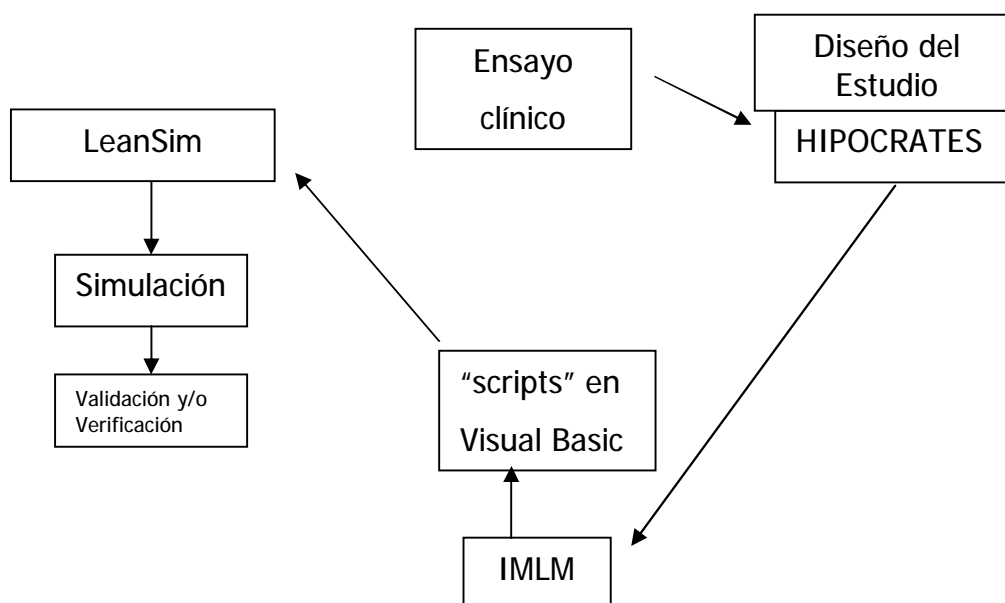 Ensayo
clínico
Diseño del
Estudio
HIPOCRATES
LeanSim
Simulación
Validación y/o
Verificación
“scripts” en
Visual Basic
IMLM